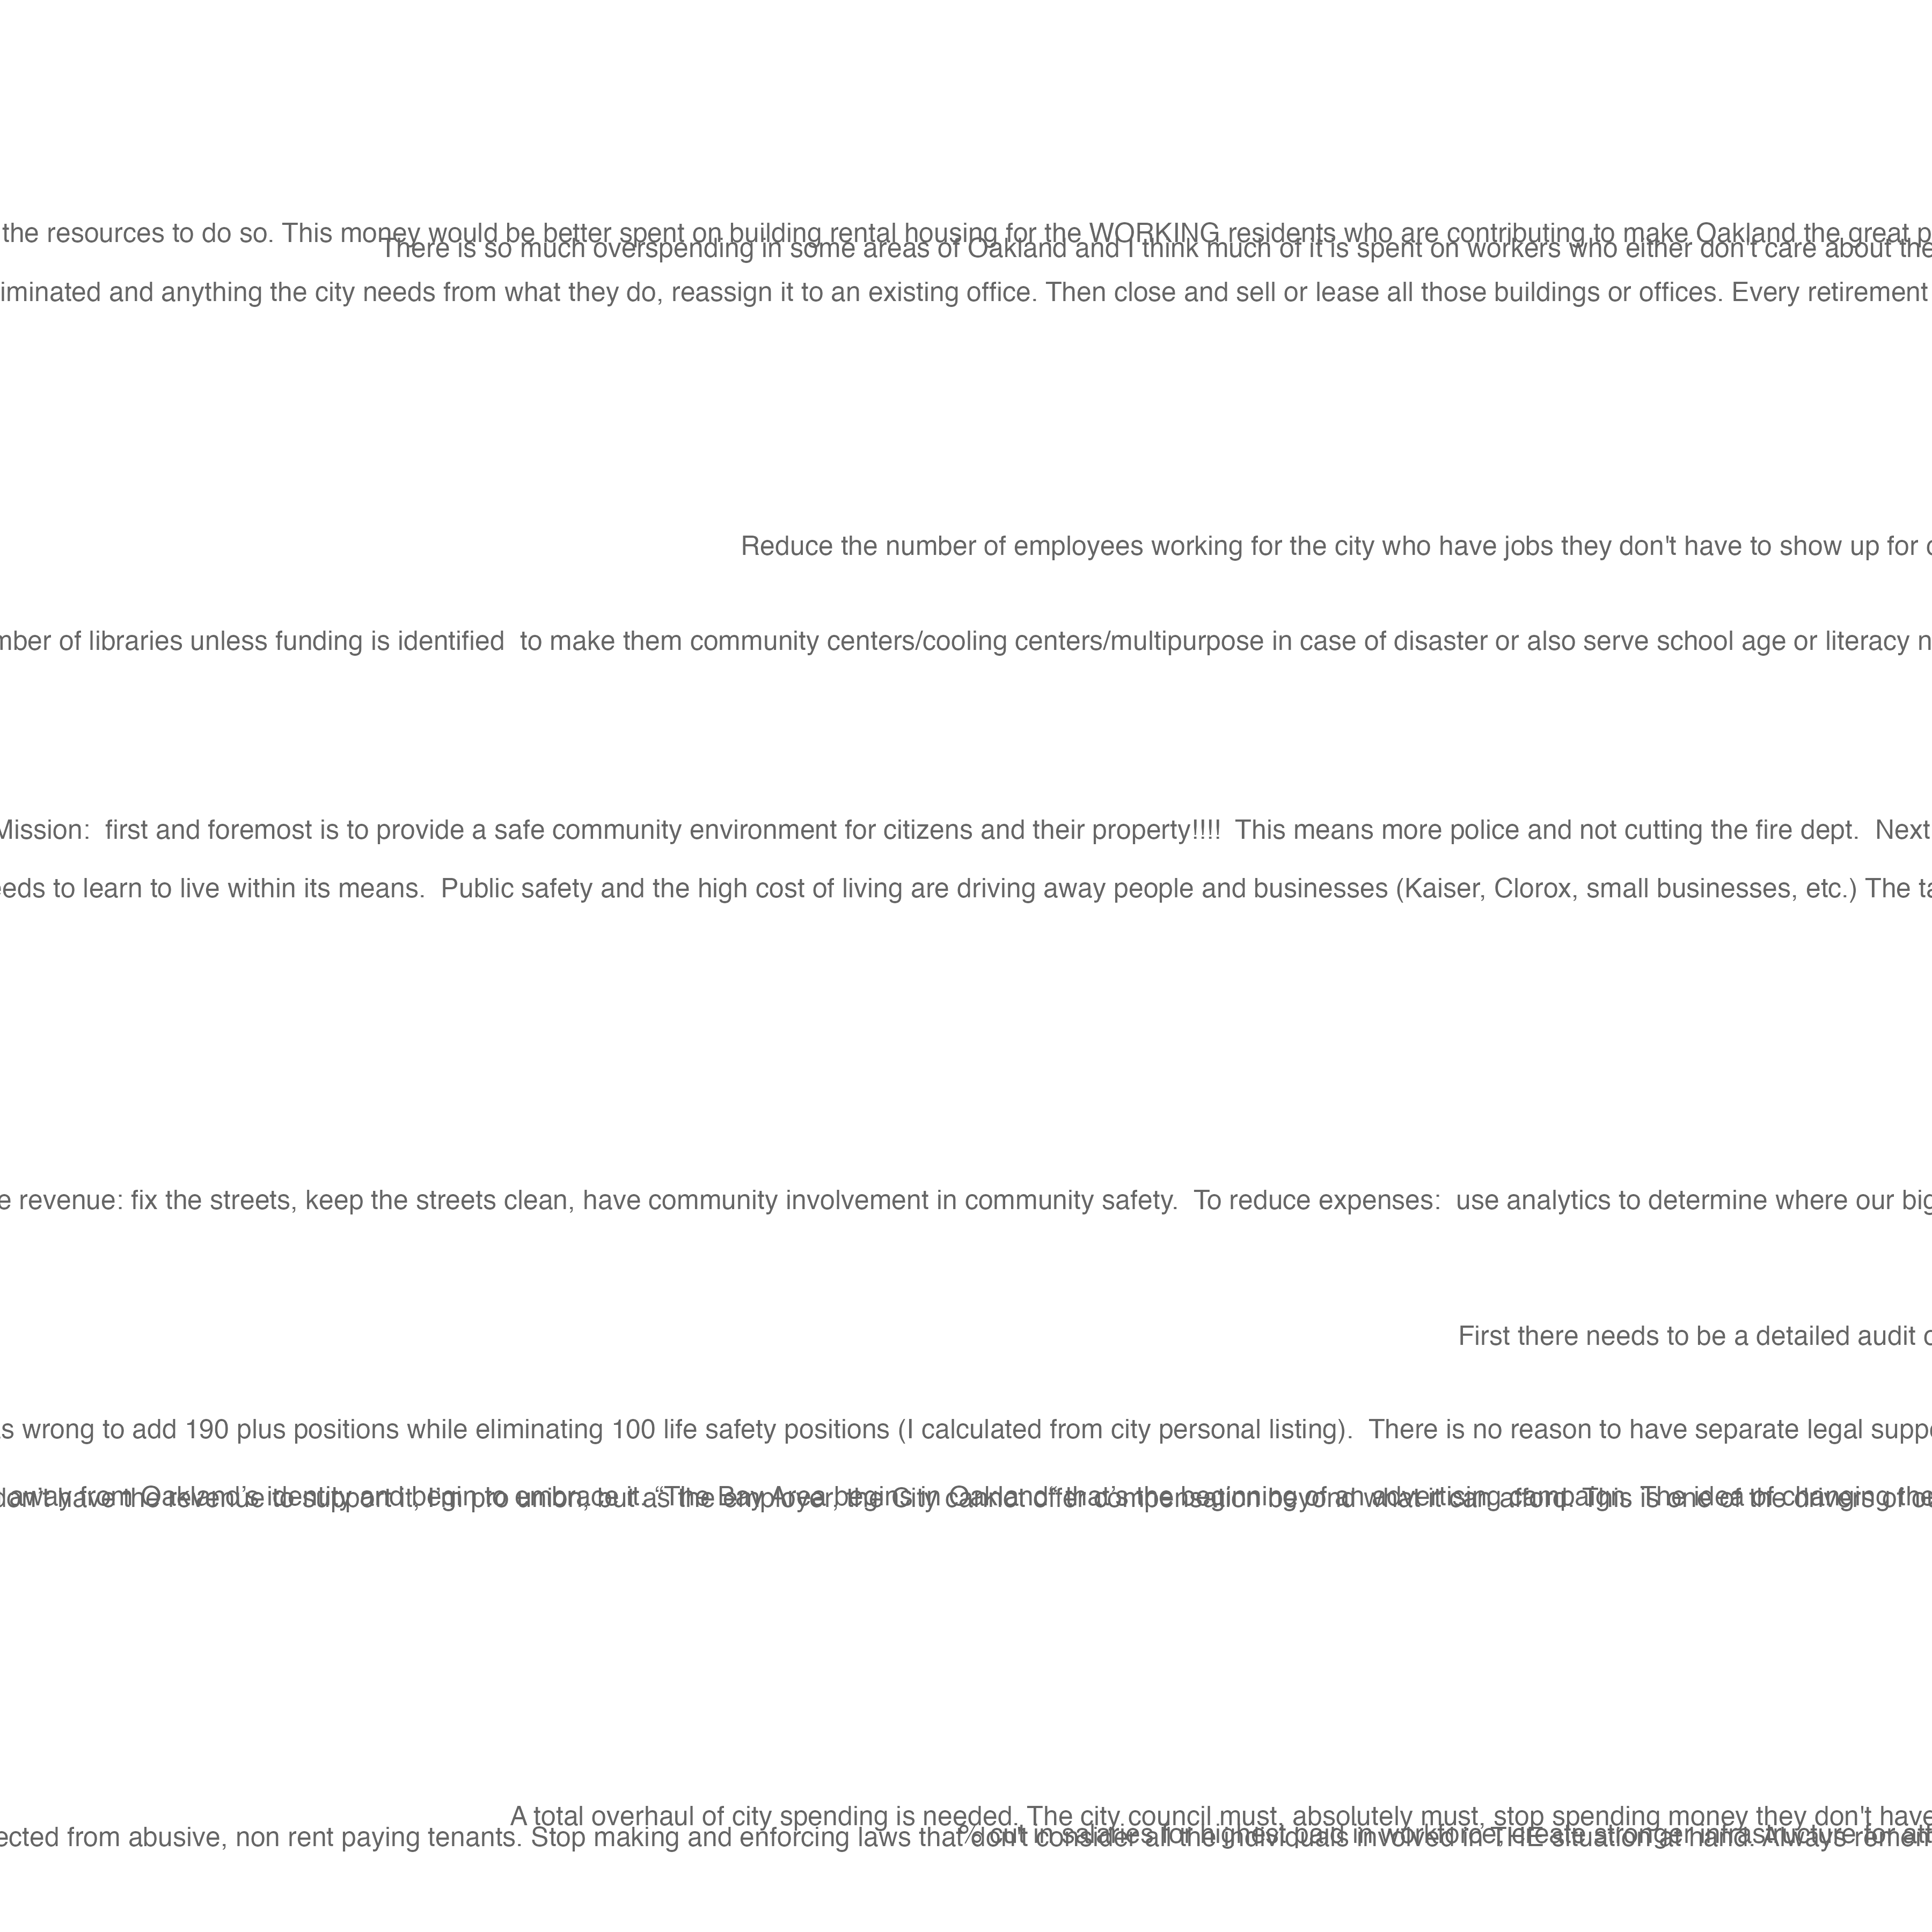 the resources to do so. This money would be better spent on building rental housing for the WORKING residents who are contributing to make Oakland the great p
There is so much overspending in some areas of Oakland and I think much of it is spent on workers who either don't care about the
iminated and anything the city needs from what they do, reassign it to an existing office. Then close and sell or lease all those buildings or offices. Every retirement
Reduce the number of employees working for the city who have jobs they don't have to show up for
mber of libraries unless funding is identified  to make them community centers/cooling centers/multipurpose in case of disaster or also serve school age or literacy n
Mission:  first and foremost is to provide a safe community environment for citizens and their property!!!!  This means more police and not cutting the fire dept.  Next
eeds to learn to live within its means.  Public safety and the high cost of living are driving away people and businesses (Kaiser, Clorox, small businesses, etc.) The ta
e revenue: fix the streets, keep the streets clean, have community involvement in community safety.  To reduce expenses:  use analytics to determine where our big
First there needs to be a detailed audit
s wrong to add 190 plus positions while eliminating 100 life safety positions (I calculated from city personal listing).  There is no reason to have separate legal supp
away from Oakland's identity and begin to embrace it. “The Bay Area begins in Oakland” that's the beginning of an advertising campaign. The idea of changing the
don't have the revenue to support it, I'm pro union, but as the employer, the City cannot offer compensation beyond what it can afford. This is one of the drivers of
A total overhaul of city spending is needed. The city council must, absolutely must, stop spending money they don't have
% cut in salaries for highest paid in workforce, create stronger infrastructure for
ected from abusive, non rent paying tenants. Stop making and enforcing laws that don't consider all the individuals involved in THE situation at hand. Always remem